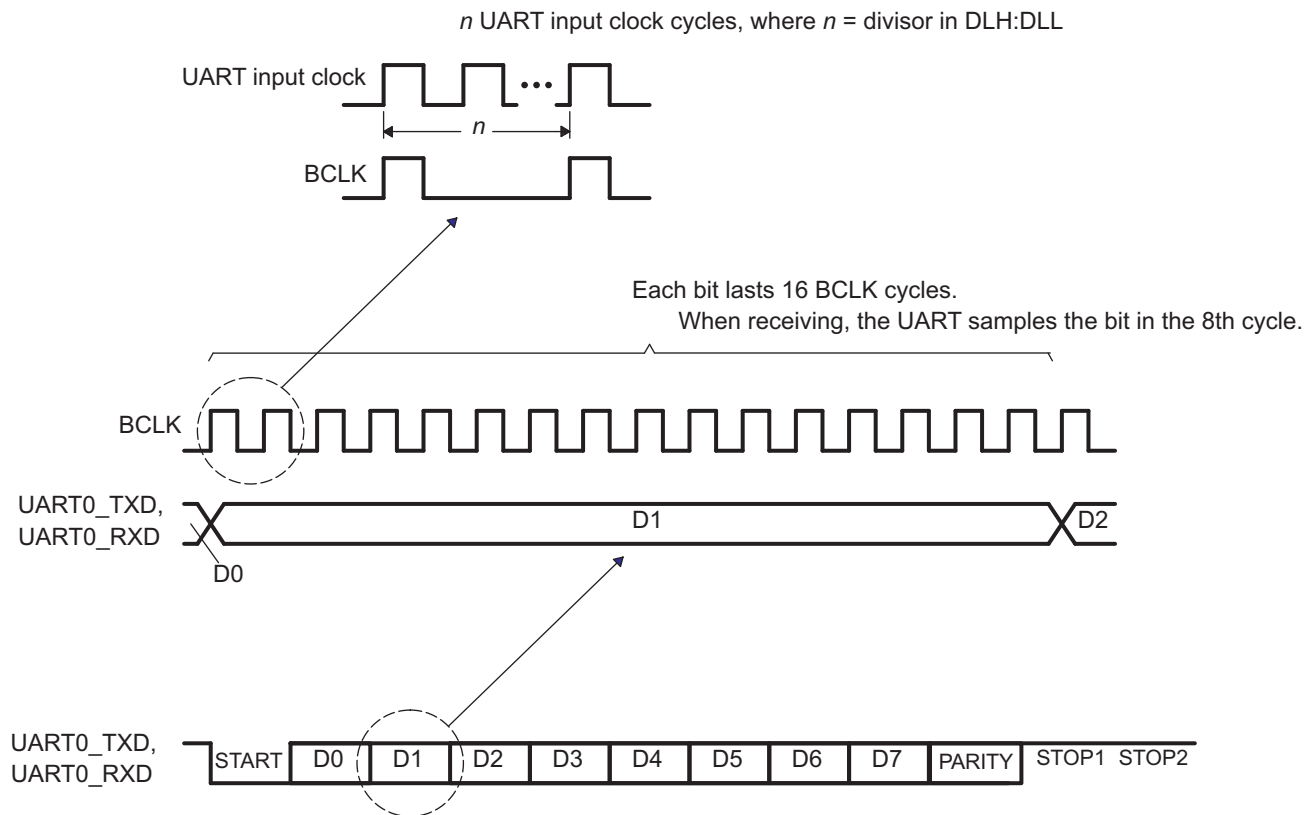 n UART input clock cycles, where n = divisor in DLH:DLL
UART input clock
n
BCLK
Each bit lasts 16 BCLK cycles.
When receiving, the UART samples the bit in the 8th cycle.
BCLK
UART0_TXD,
UART0_RXD
D1
D2
D0
UART0_TXD,
UART0_RXD
START D0 D1 D2 D3 D4 D5 D6 D7 PARITY STOP1 STOP2